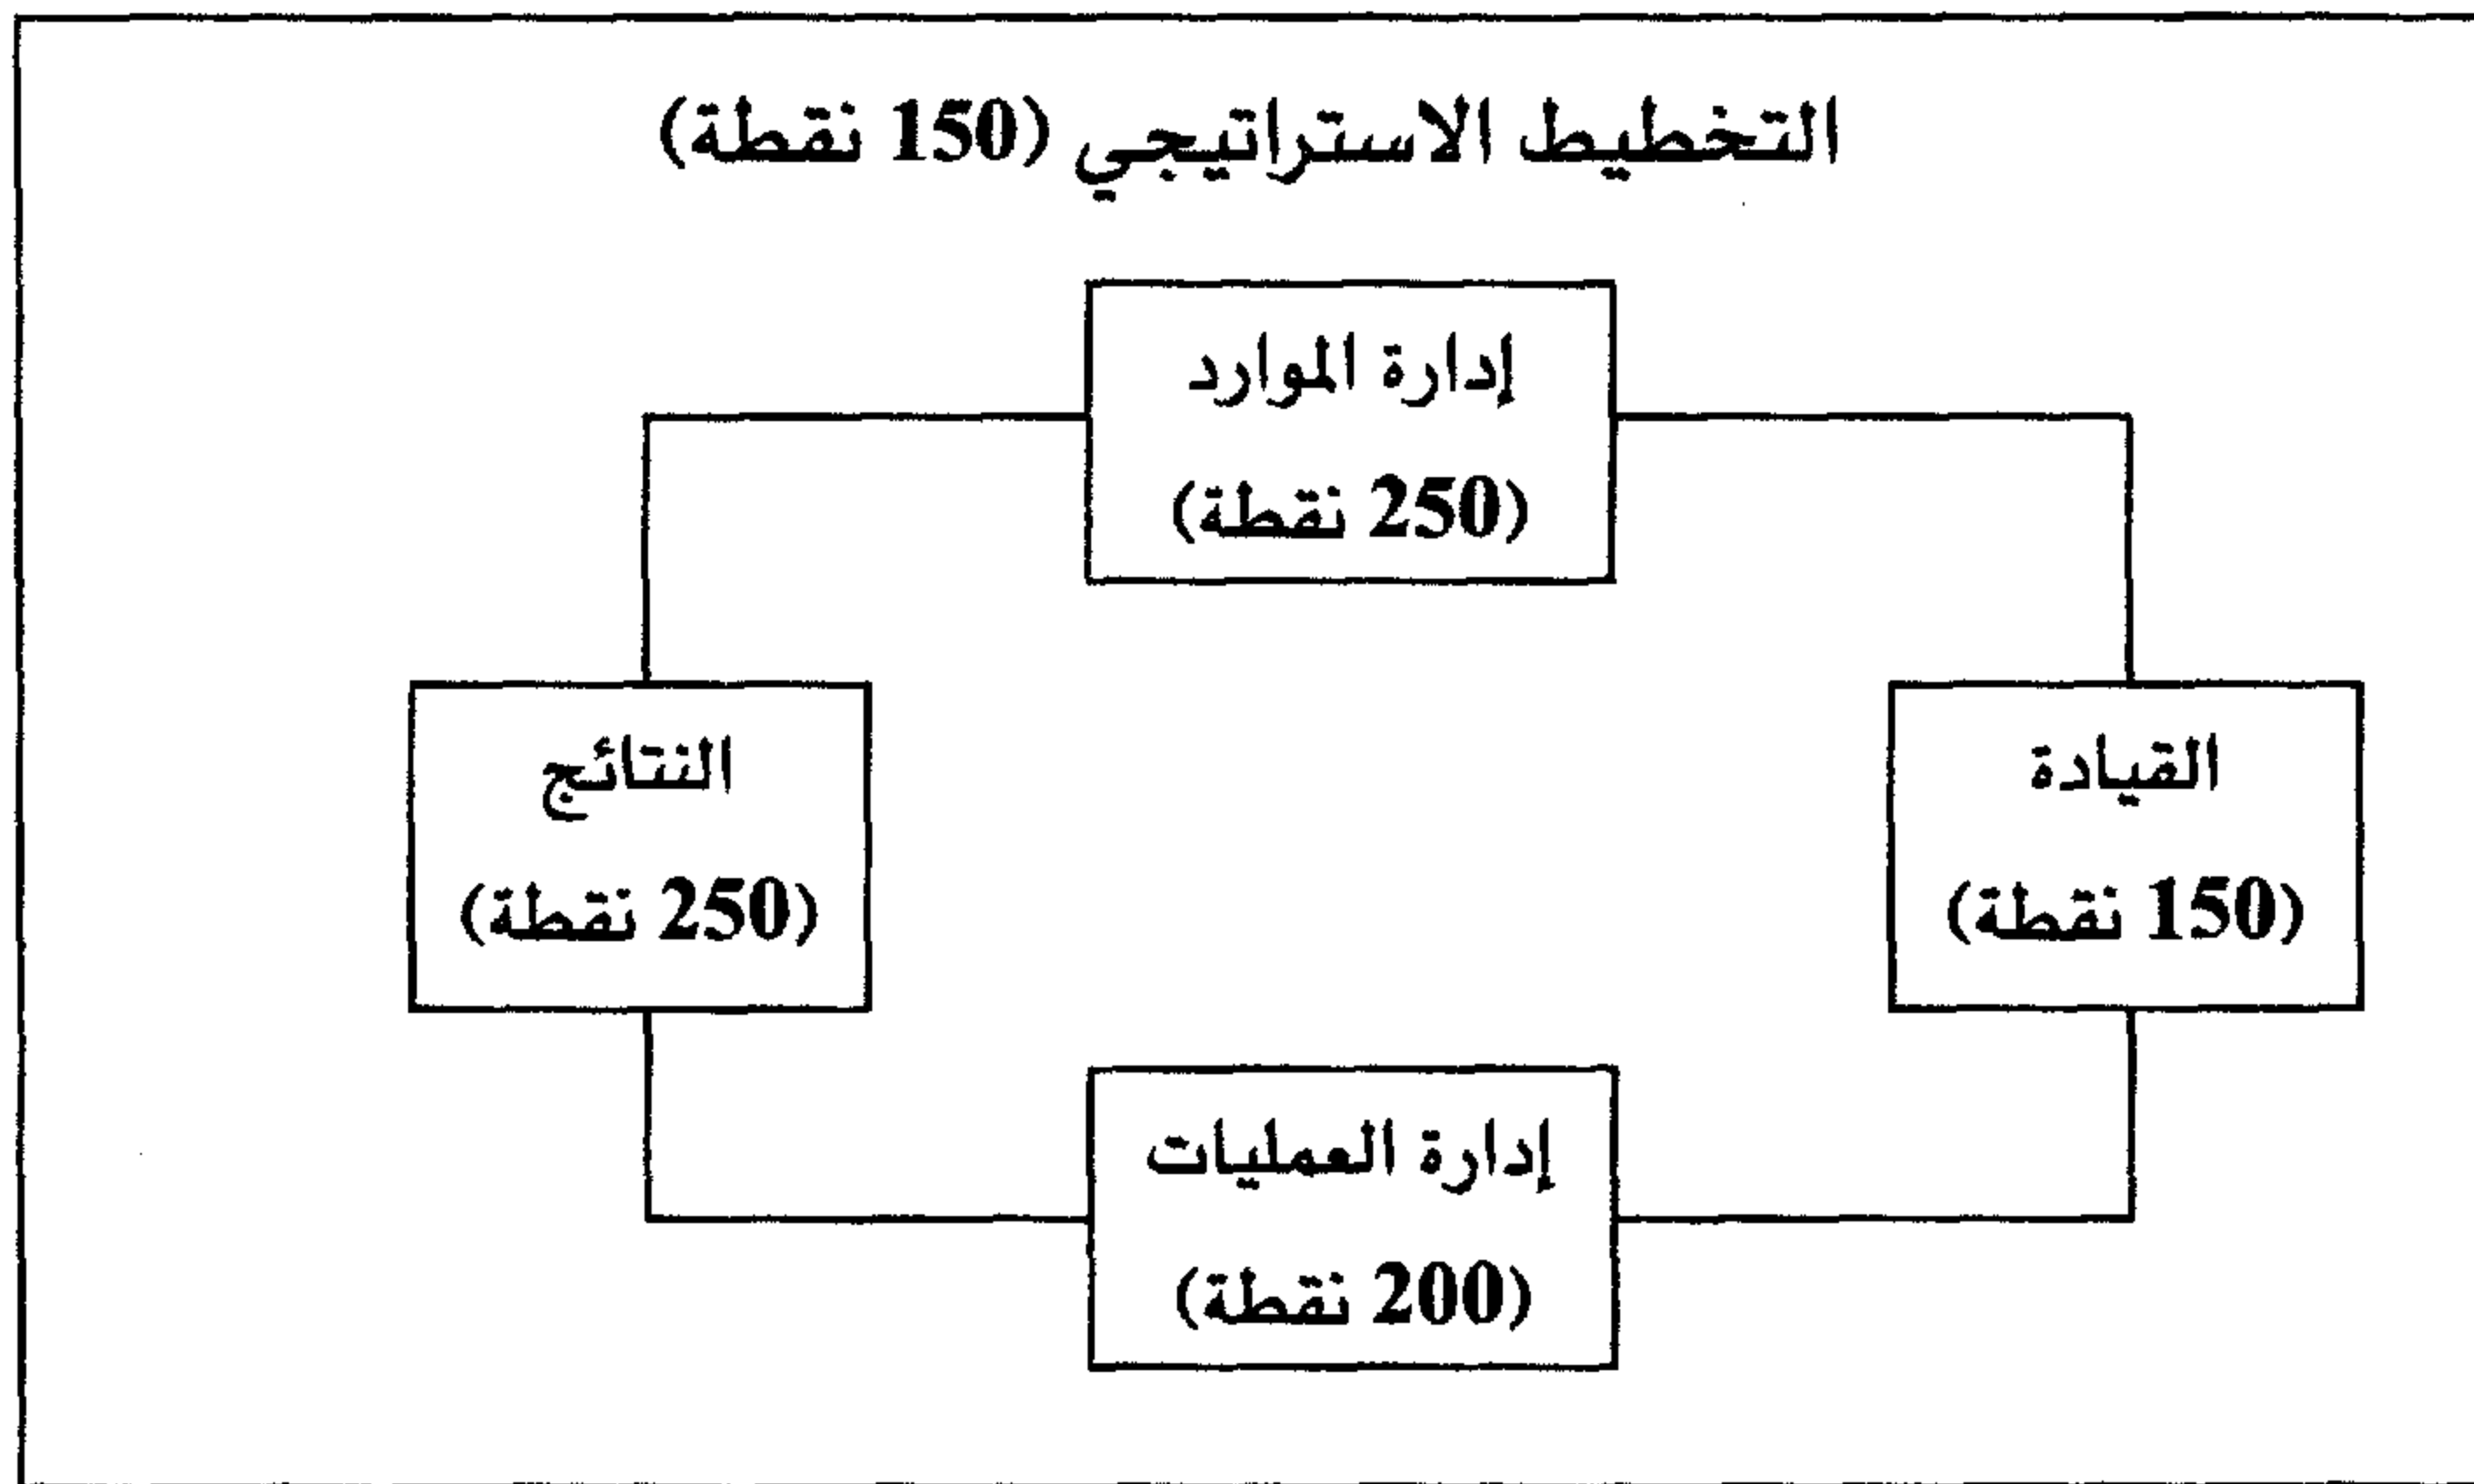 التخطيط الاستراتيجي (150 نقطة)
إدارة الموارد
(250 نقطة)
القيادة
(150 نقطة)
النتائج
(250 نقطة)
إدارة العمليات
(200 نقطة)